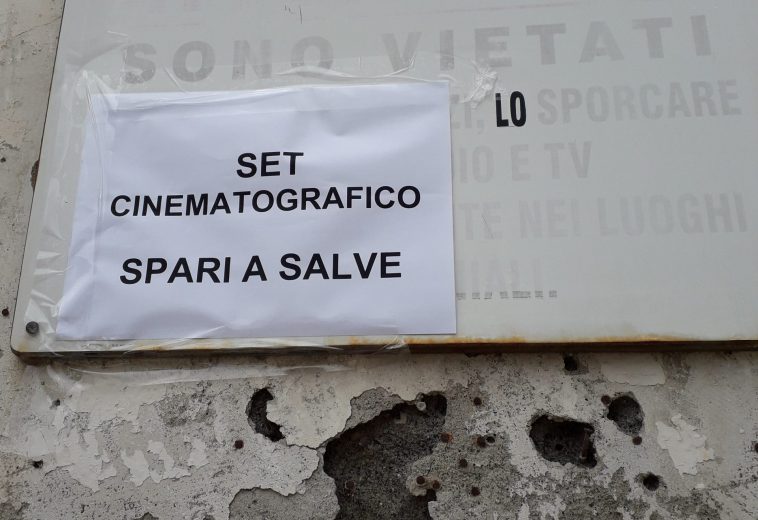 SONO VIETATI
LO SPORCARE
E TV
NEI LUOGHI
SET
CINEMATOGRAFICO
SPARI A SALVE